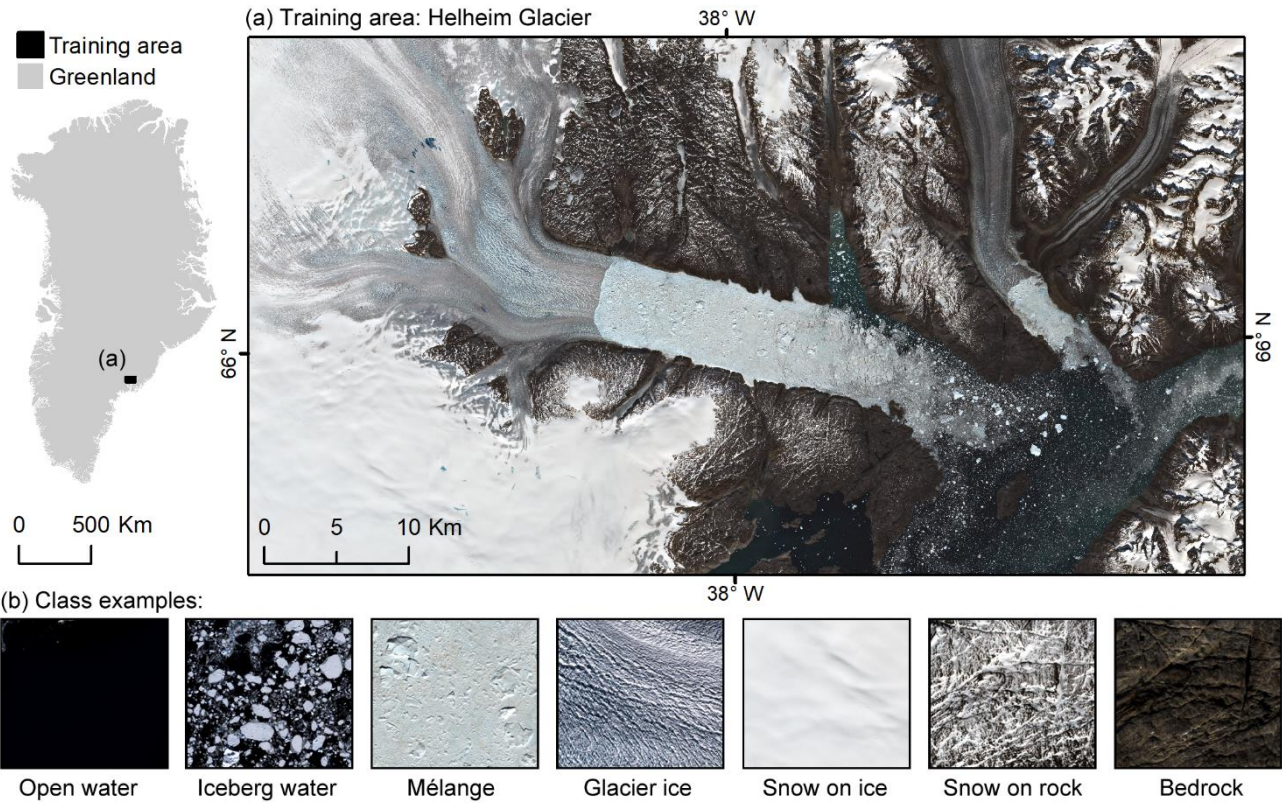 (a) Training area: Helheim Glacier
38° W
Training area
Greenland
(a)
66° N
66° N
0 500 Km
0 5 10 Km
38° W
(b) Class examples:
Open water
Iceberg water
Mélange
Glacier ice
Snow on ice
Snow on rock
Bedrock